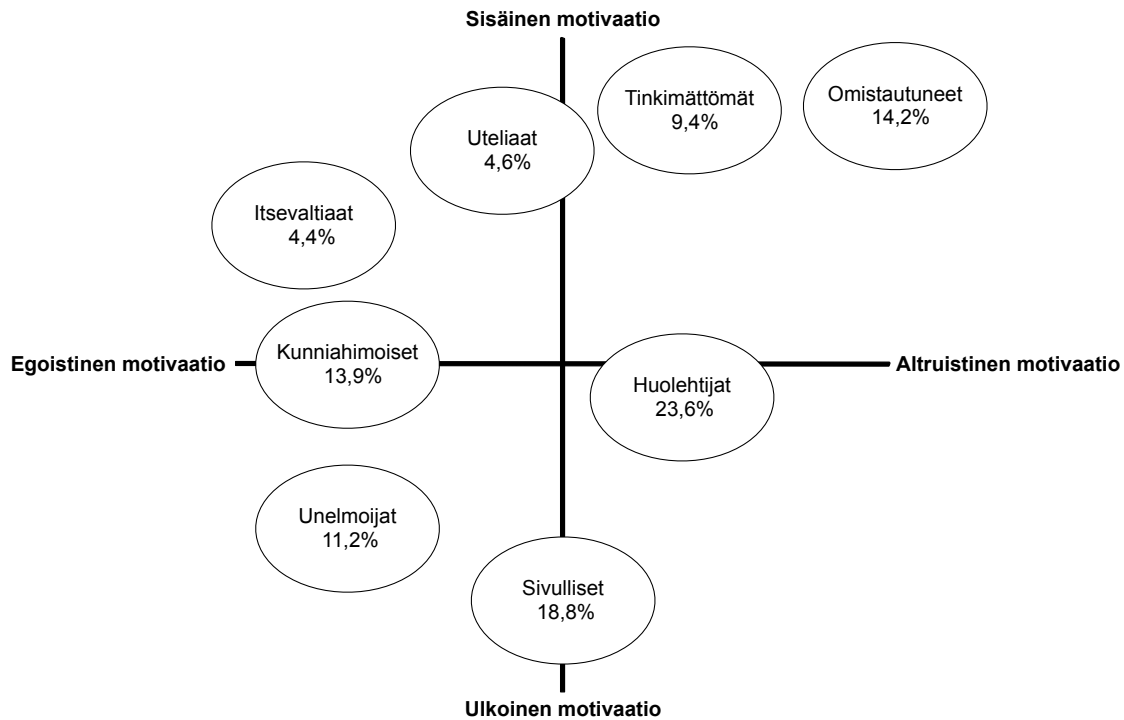 Sisäinen motivaatio
Tinkimättömät
9,4%
Omistautuneet
14,2%
Uteliaat
4,6%
Itsevaltiaat
4,4%
Egoistinen motivaatio
Kunniahimoiset
13,9%
Altruistinen motivaatio
Huolehtijat
23,6%
Unelmoijat
11,2%
Sivulliset
18,8%
Ulkoinen motivaatio